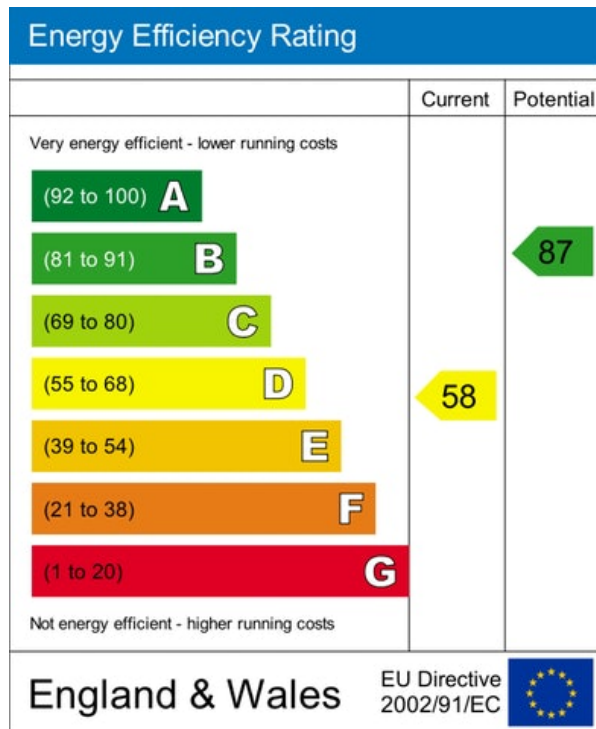 Energy Efficiency Rating
Current Potential
Very energy efficient - lower running costs
(92 to 100) A
(81 to 91) B
87
(69 to 80) C
(55 to 68) D
58
(39 to 54) E
(21 to 38) F
(1 to 20) G
Not energy efficient - higher running costs
England & Wales
EU Directive
2002/91/EC